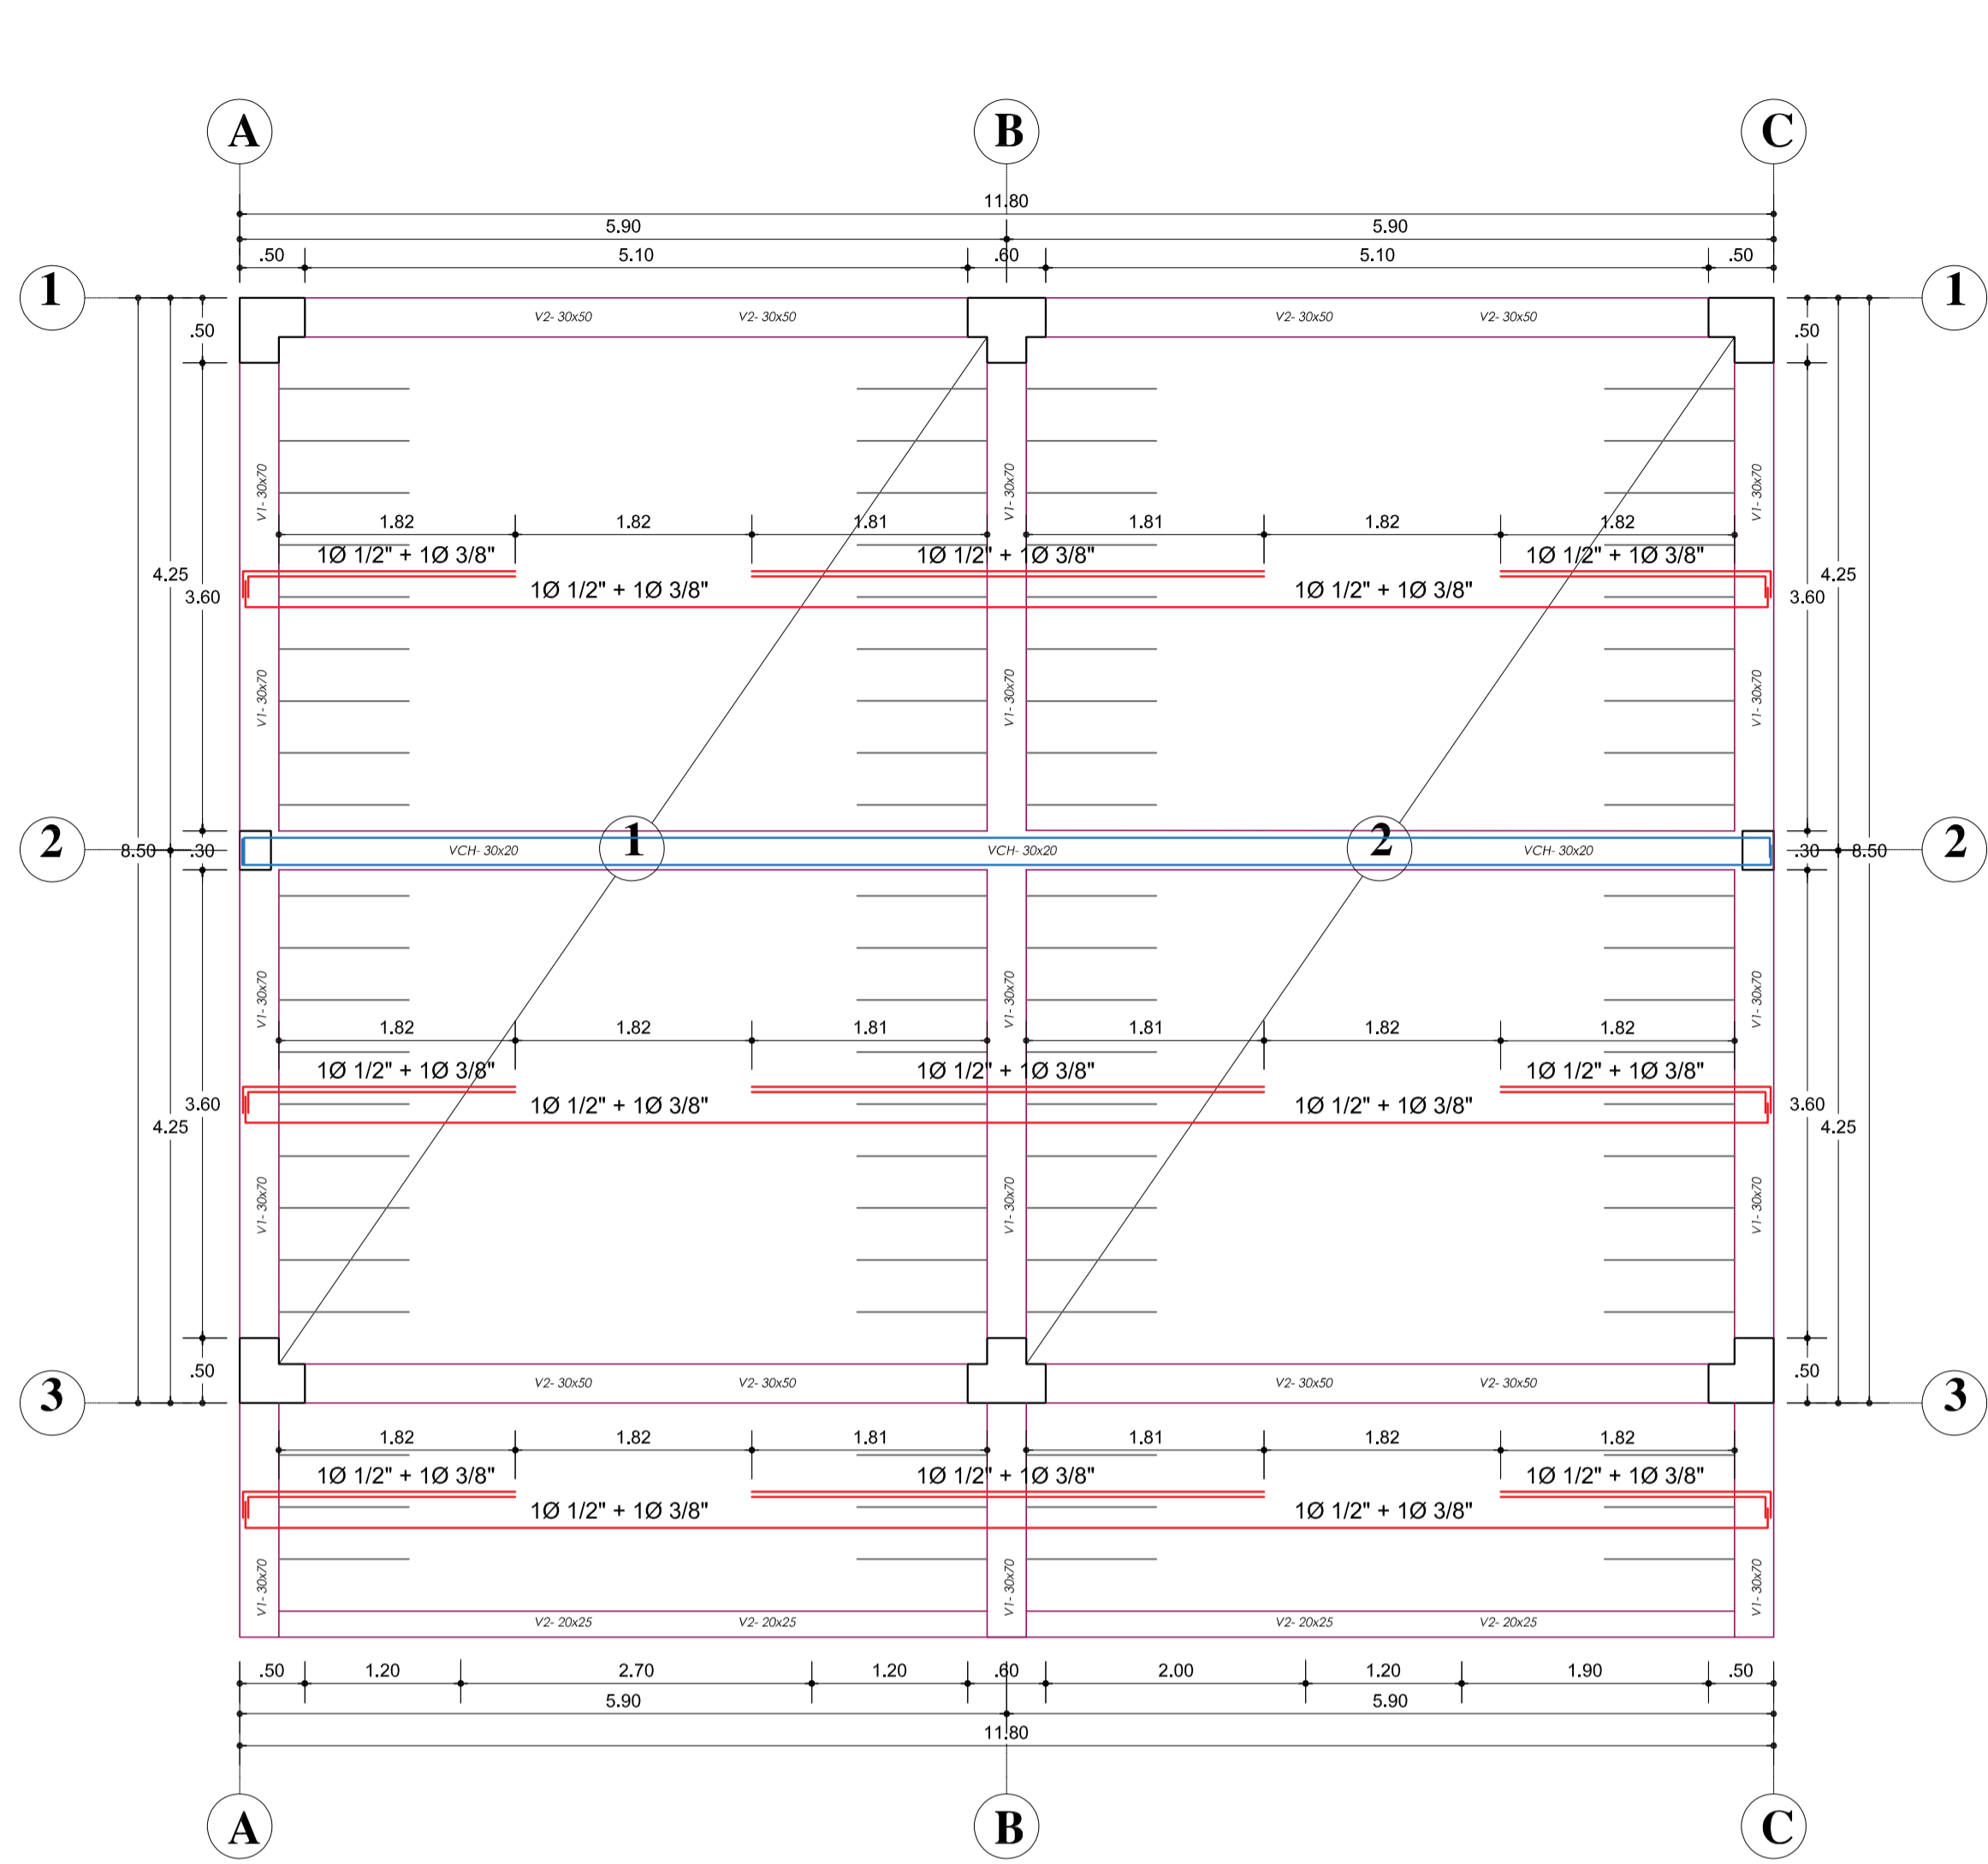 A B C
11.80
5.90 5.90
.50 5.10 .60 5.10 .50
1 1
V2- 30x50 V2- 30x50 V2- 30x50 V2- 30x50
.50 .50
V1- 30x70 V1- 30x70 V1- 30x70
1.82 1.82 1.81 1.81 1.82 1.82
1Ø 1/2" + 1Ø 3/8" 1Ø 1/2" + 1Ø 3/8" 1Ø 1/2" + 1Ø 3/8"
4.25 4.25
1Ø 1/2" + 1Ø 3/8" 1Ø 1/2" + 1Ø 3/8"
3.60 3.60
V1- 30x70 V1- 30x70 V1- 30x70
2 8.50 .30 VCH- 30x20 1 VCH- 30x20 2 VCH- 30x20 .30 8.50 2
V1- 30x70 V1- 30x70 V1- 30x70
1.82 1.82 1.81 1.81 1.82 1.82
1Ø 1/2" + 1Ø 3/8" 1Ø 1/2" + 1Ø 3/8" 1Ø 1/2" + 1Ø 3/8"
3.60 1Ø 1/2" + 1Ø 3/8" 1Ø 1/2" + 1Ø 3/8" 3.60
4.25 4.25
V1- 30x70 V1- 30x70 V1- 30x70
.50 .50
3 V2- 30x50 V2- 30x50 V2- 30x50 V2- 30x50 3
1.82 1.82 1.81 1.81 1.82 1.82
1Ø 1/2" + 1Ø 3/8" 1Ø 1/2" + 1Ø 3/8" 1Ø 1/2" + 1Ø 3/8"
1Ø 1/2" + 1Ø 3/8" 1Ø 1/2" + 1Ø 3/8"
V1- 30x70 V1- 30x70 V1- 30x70
V2- 20x25 V2- 20x25 V2- 20x25 V2- 20x25
.50 1.20 2.70 1.20 .60 2.00 1.20 1.90 .50
5.90 5.90
11.80
A B C